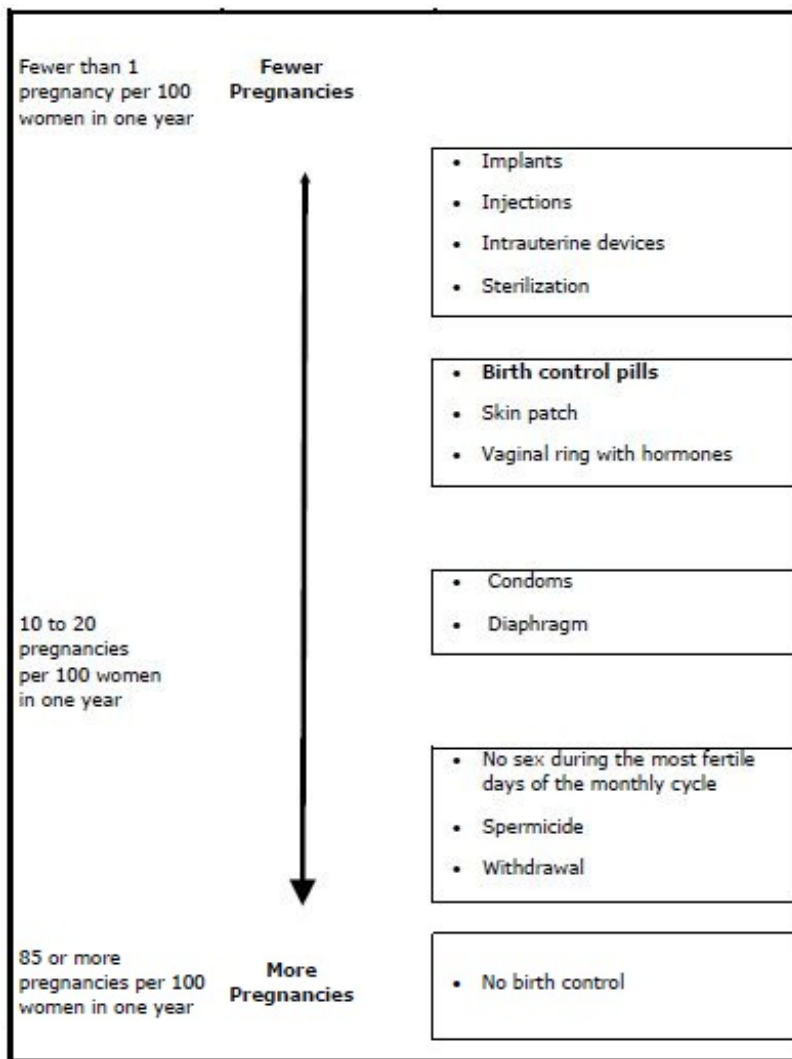 Fewer than 1
pregnancy per 100
women in one year
Fewer
Pregnancies
• Implants
• Injections
• Intrauterine devices
• Sterilization
• Birth control pills
• Skin patch
• Vaginal ring with hormones
• Condoms
• Diaphragm
10 to 20
pregnancies
per 100 women
in one year
• No sex during the most fertile
days of the monthly cycle
• Spermicide
• Withdrawal
85 or more
pregnancies per 100
women in one year
More
Pregnancies
• No birth control